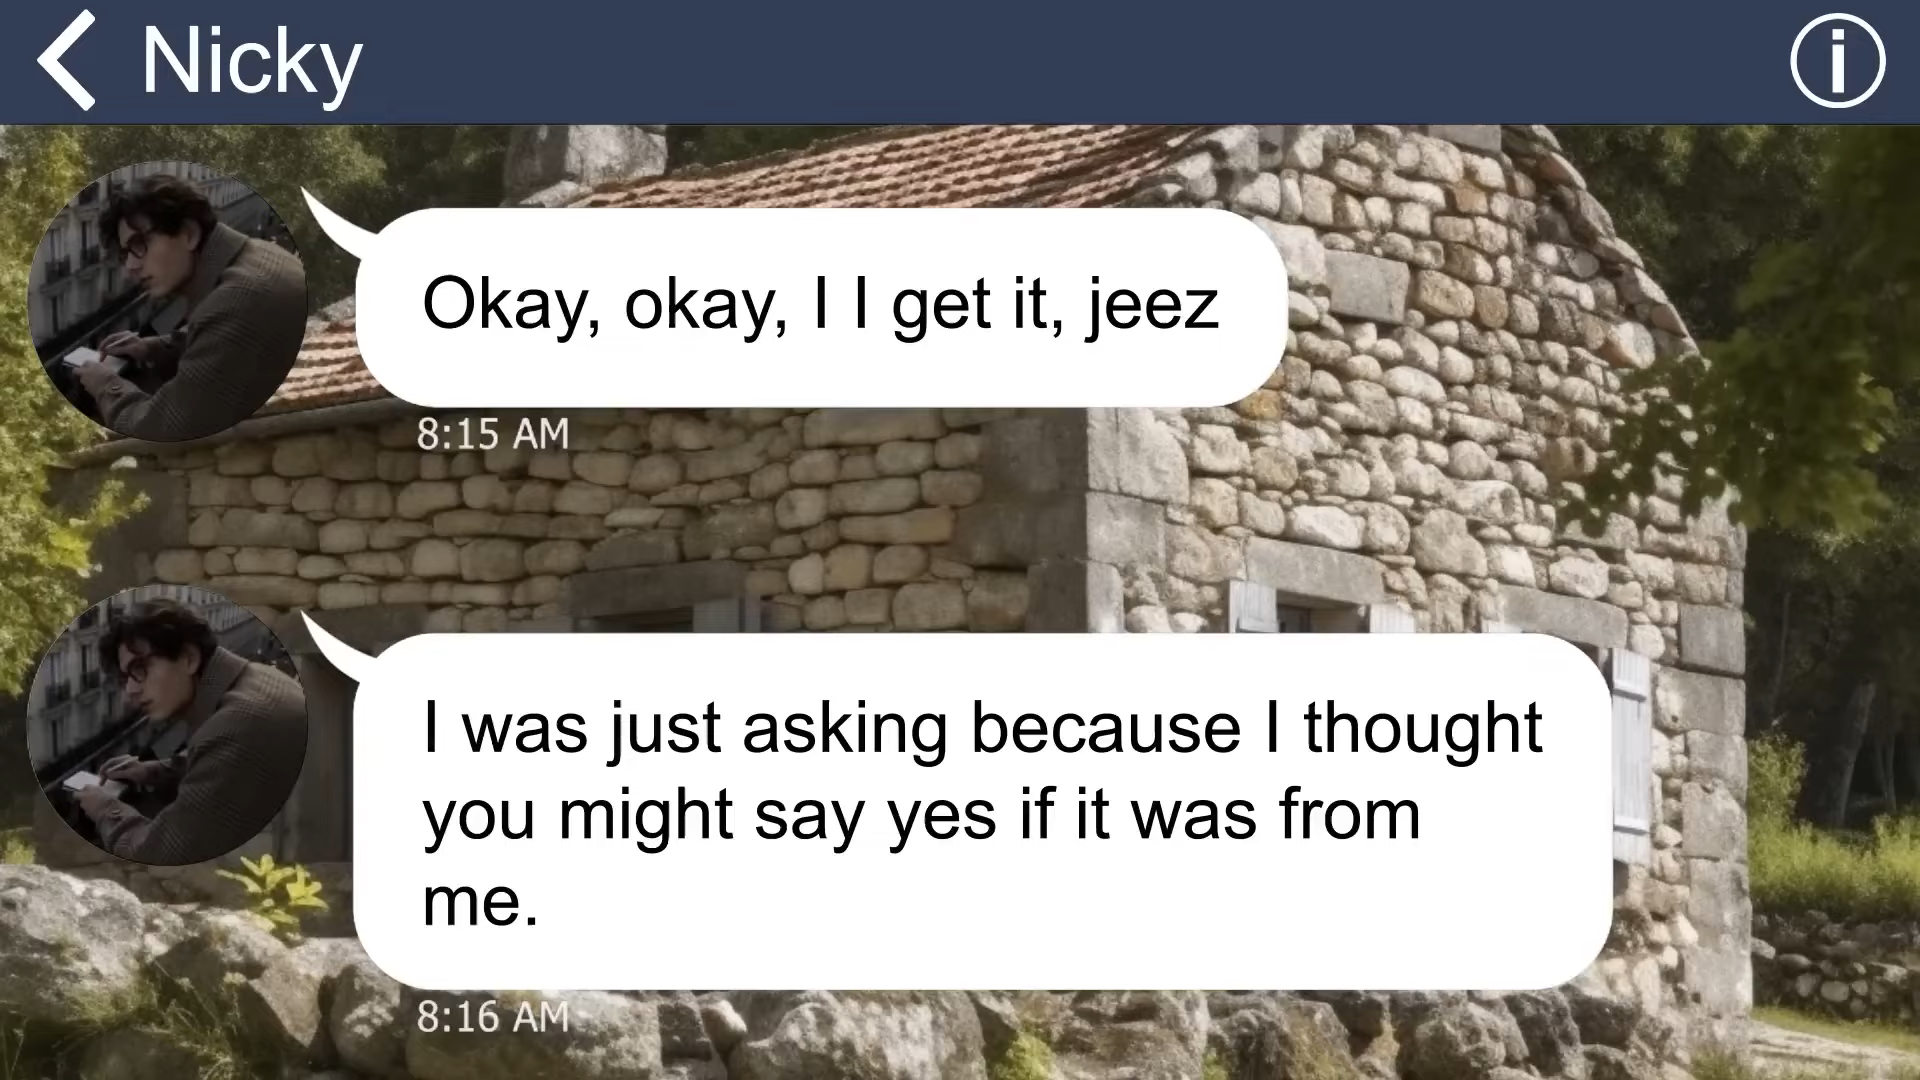 Nicky
Okay, okay, I I get it, jeez
8:15 AM
I was just asking because I thought
you might say yes if it was from
me.
8:16 AM